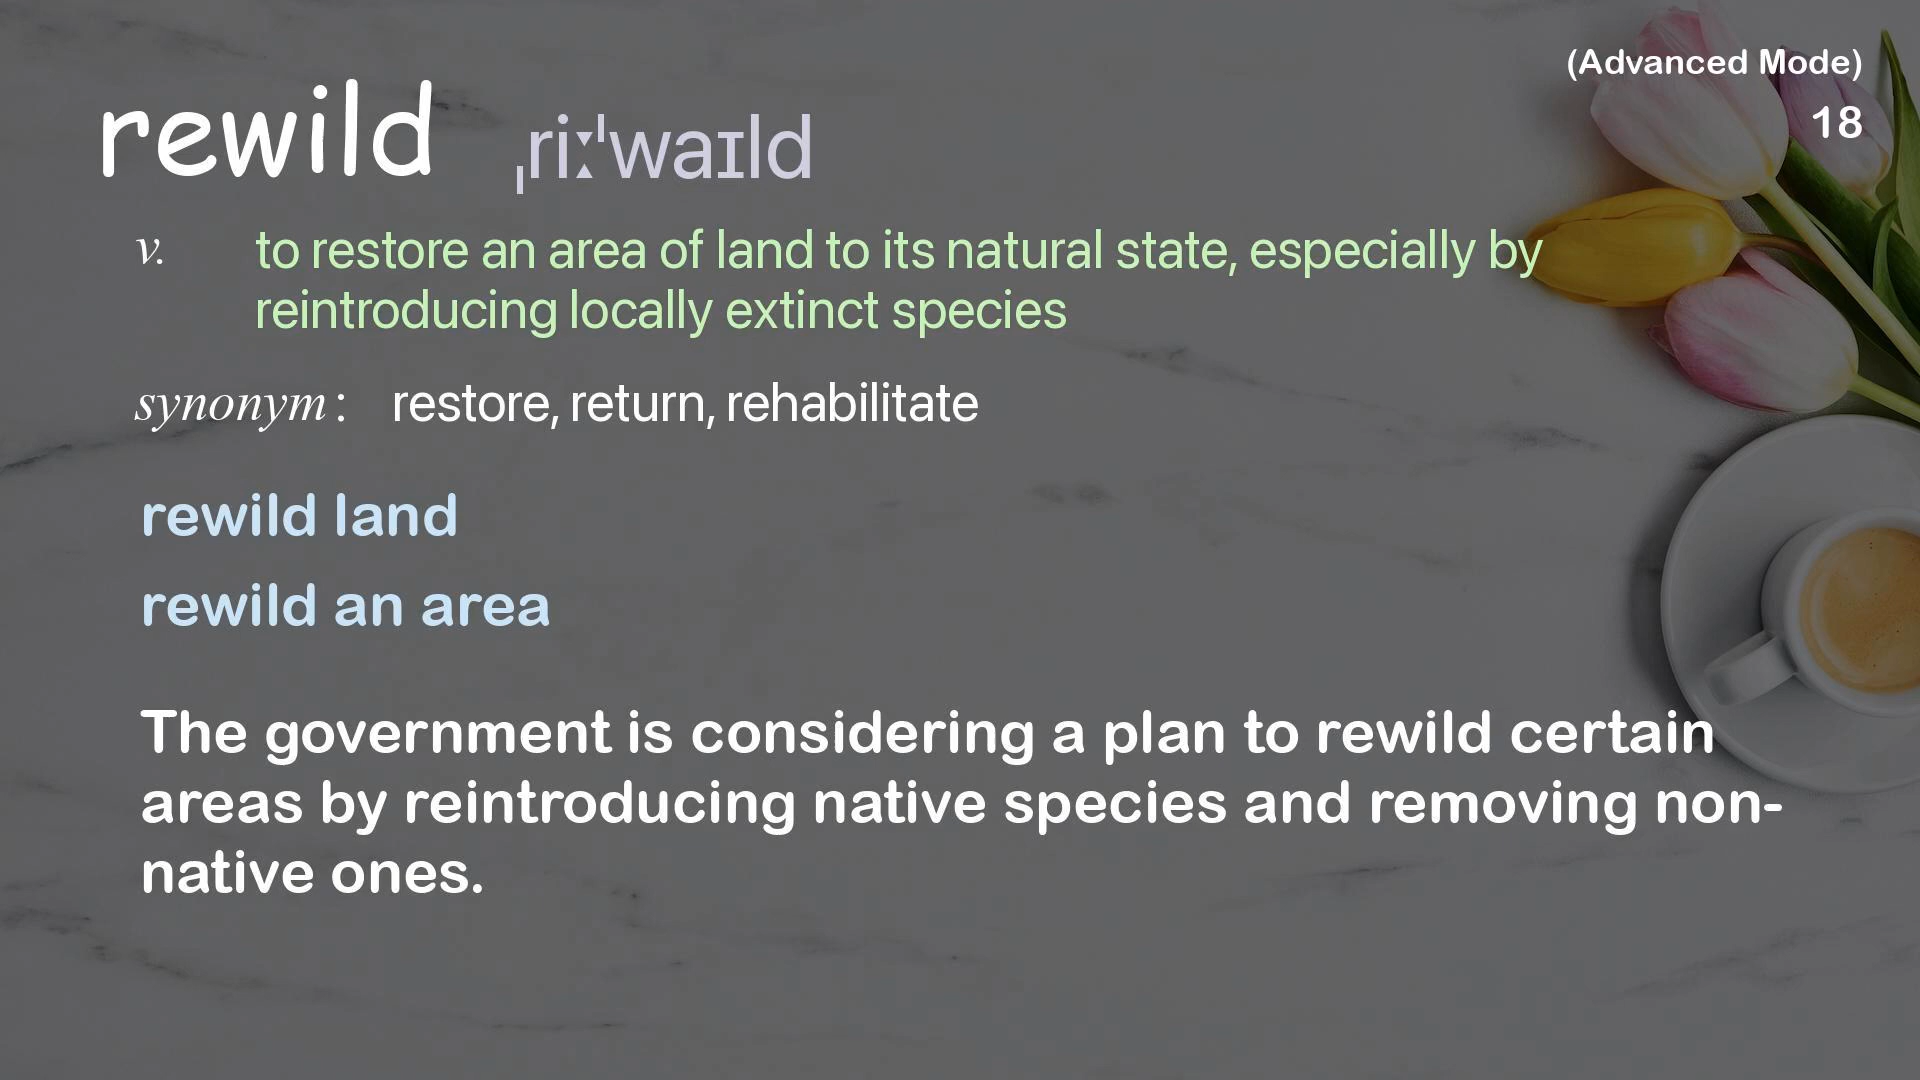 (Advanced Mode)
18
rewild ˌriːˈwaɪld
v. to restore an area of land to its natural state, especially by
reintroducing locally extinct species
synonym: restore, return, rehabilitate
rewild land
rewild an area
The government is considering a plan to rewild certain
areas by reintroducing native species and removing non-
native ones.